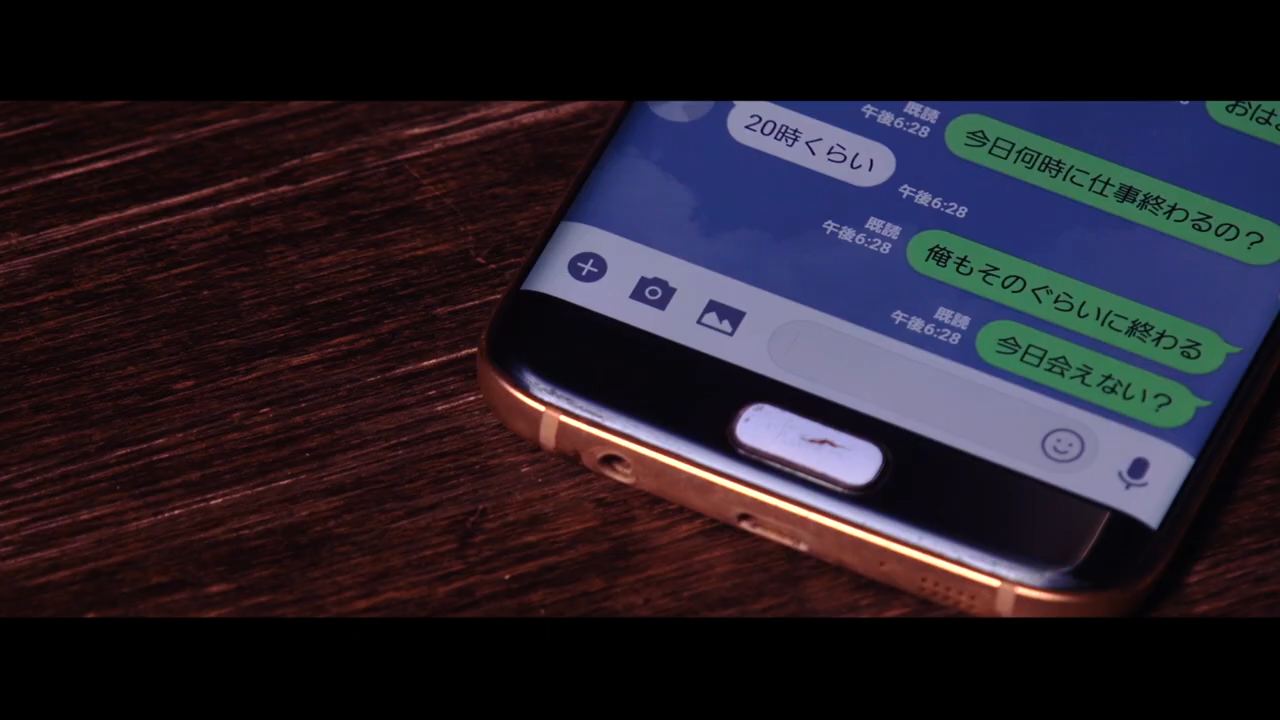 おは
既読
午後6:28
今日何時に仕事終わるの？
20時くらい
午後6:28
既読
午後6:28
俺もそのぐらいに終わる
既読
午後6:28
今日会えない？